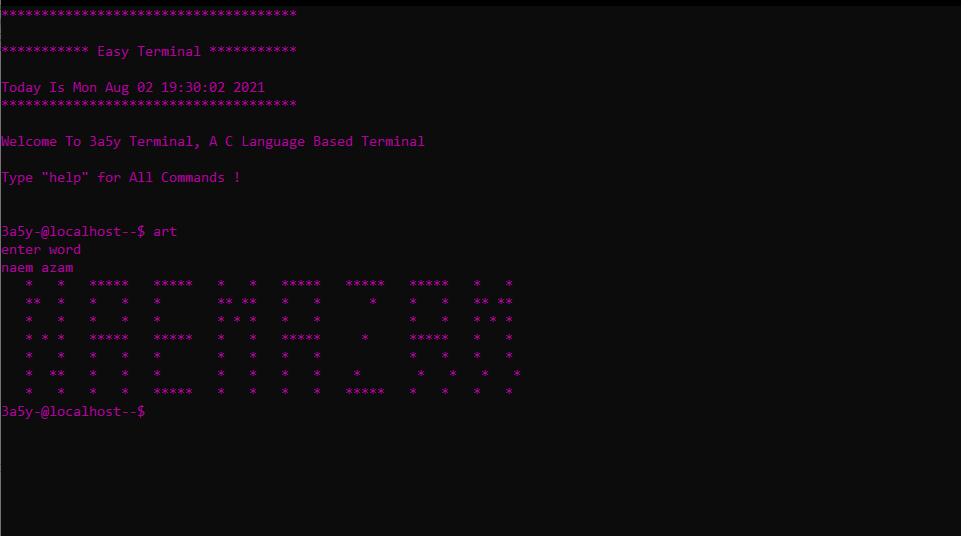 *************************************
*********** Easy Terminal ***********
Today Is Mon Aug 02 19:30:02 2021
*************************************
Welcome To 3a5y Terminal, A C Language Based Terminal
Type "help" for All Commands !
3a5y-@localhost--$ art
enter word
naem azam
   *   *   *****   *****   *   *   *****   *****   *****   *   *
   **  *   *   *   *       ** **   *   *      *    *   *   ** **
   *   *   *   *   *       * * *   *   *           *   *   * * *
   * * *   *****   *****   *   *   *****     *     *****   *   *
   *   *   *   *   *       *   *   *   *           *   *   *   *
   *  **   *   *   *       *   *   *   *    *       *   *   *   *
   *   *   *   *   *****   *   *   *   *   *****   *   *   *   *
3a5y-@localhost--$